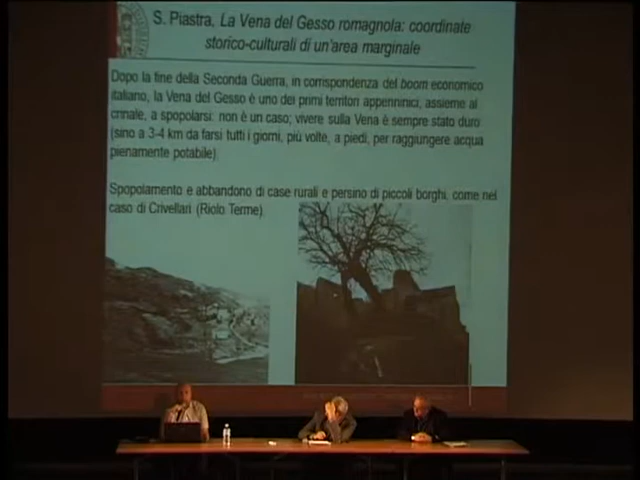 S. Piastra, La Vena del Gesso romagnola: coordinate
storico-culturali di un'area marginale
Dopo la fine della Seconda Guerra, in corrispondenza del boom economico
italiano, la Vena del Gesso è uno dei primi territori appenninici, assieme al
crinale, a spopolarsi: non è un caso; vivere sulla Vena è sempre stato duro
(sino a 3-4 km da farsi tutti i giorni, più volte, a piedi, per raggiungere acqua
pienamente potabile).
Spopolamento e abbandono di case rurali e persino di piccoli borghi, come nel
caso di Crivellari (Riolo Terme)